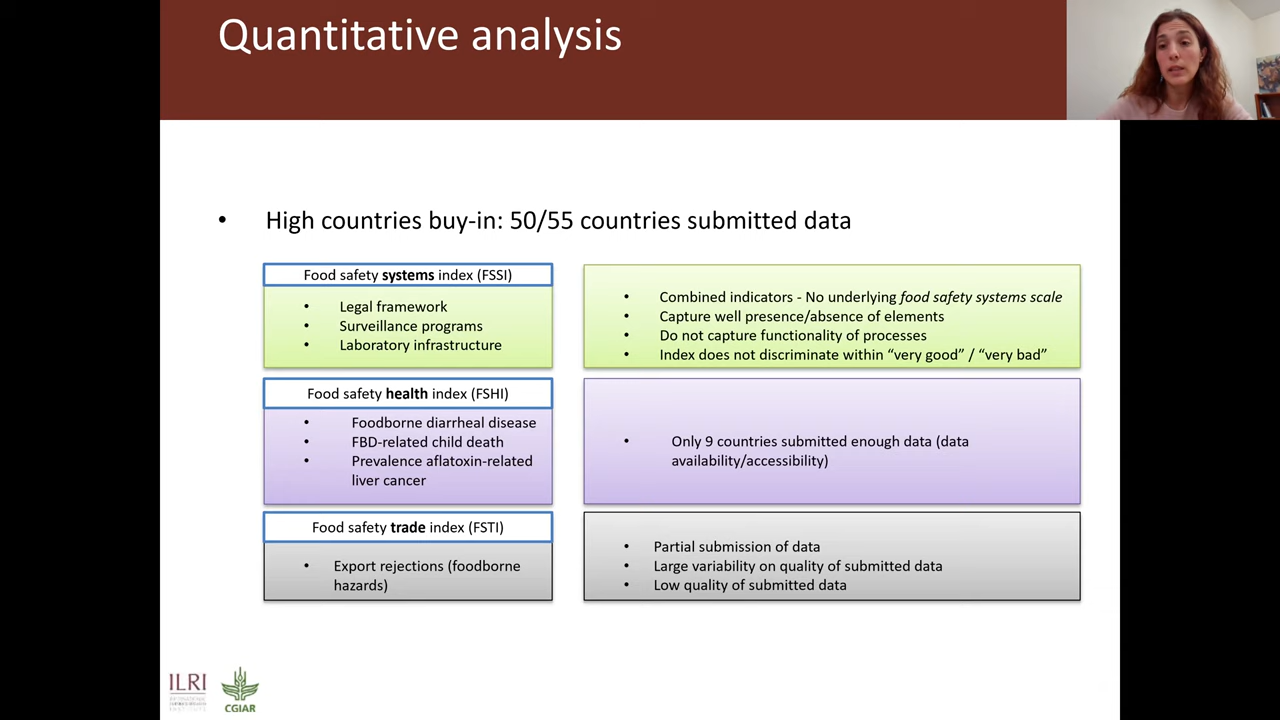 Quantitative analysis
• High countries buy-in: 50/55 countries submitted data
Food safety systems index (FSSI)
• Legal framework
• Surveillance programs
• Laboratory infrastructure
• Combined indicators - No underlying food safety systems scale
• Capture well presence/absence of elements
• Do not capture functionality of processes
• Index does not discriminate within “very good” / “very bad”
Food safety health index (FSHI)
• Foodborne diarrheal disease
• FBD-related child death
• Prevalence aflatoxin-related
liver cancer
• Only 9 countries submitted enough data (data
availability/accessibility)
Food safety trade index (FSTI)
• Export rejections (foodborne
hazards)
• Partial submission of data
• Large variability on quality of submitted data
• Low quality of submitted data
ILRI
CGIAR